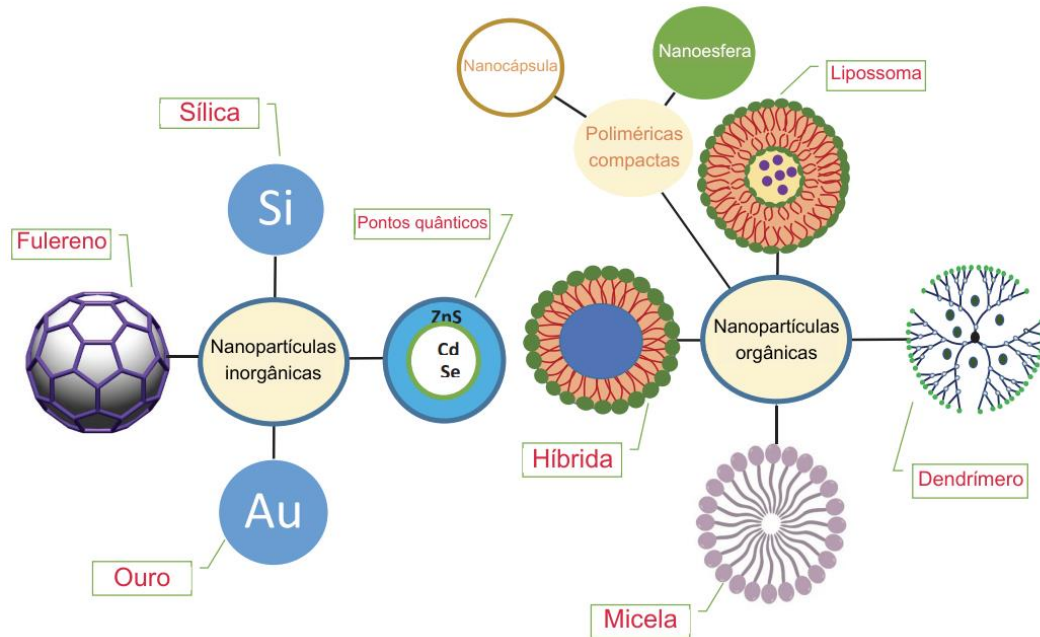 Nanocápsula
Nanoesfera
Lipossoma
Sílica
Poliméricas
compactas
Si
Pontos quânticos
Fulereno
Nanopartículas
inorgânicas
ZnS
Cd
Se
Nanopartículas
orgânicas
Híbrida
Dendrímero
Au
Ouro
Micela